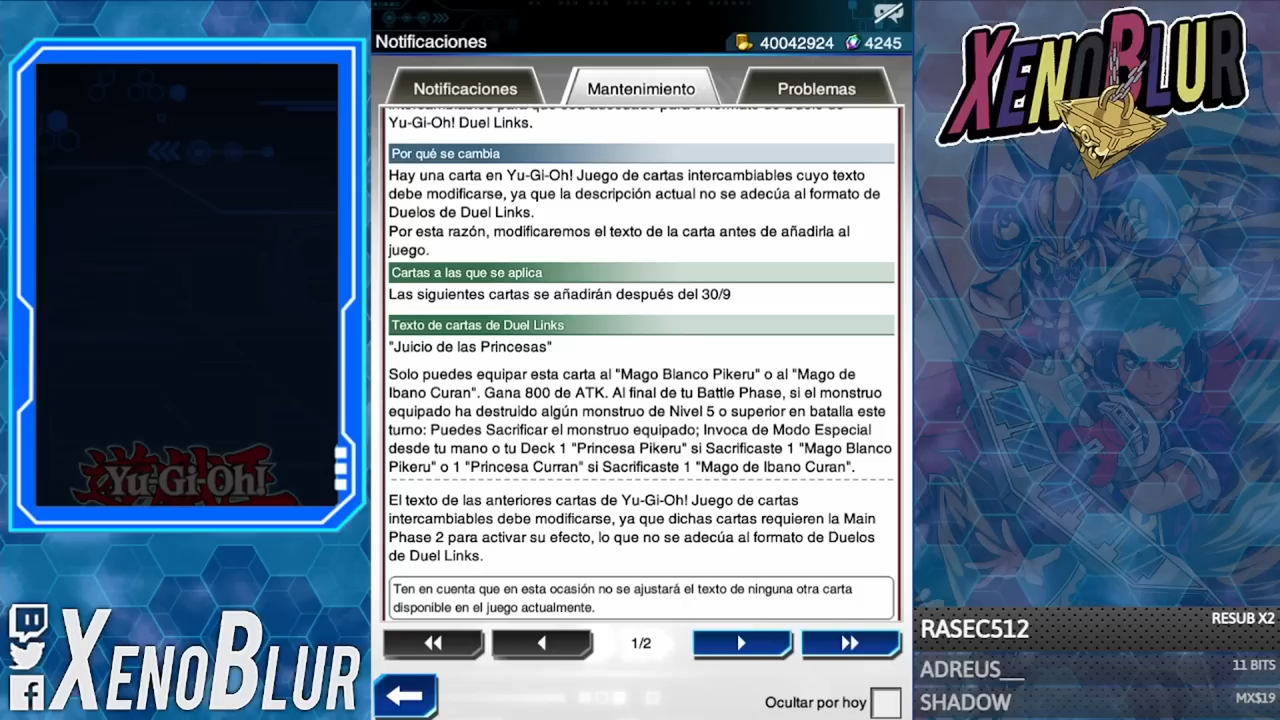 Notificaciones
40042924
4245
Notificaciones
Mantenimiento
Problemas
Yu-Gi-Oh! Duel Links.
Por qué se cambia
Hay una carta en Yu-Gi-Oh! Juego de cartas intercambiables cuyo texto
debe modificarse, ya que la descripción actual no se adecúa al formato de
Duelos de Duel Links.
Por esta razón, modificaremos el texto de la carta antes de añadirla al
juego.
Cartas a las que se aplica
Las siguientes cartas se añadirán después del 30/9
Texto de cartas de Duel Links
"Juicio de las Princesas"
Solo puedes equipar esta carta al "Mago Blanco Pikeru" o al "Mago de
Ibano Curan". Gana 800 de ATK. Al final de tu Battle Phase, si el monstruo
equipado ha destruido algún monstruo de Nivel 5 o superior en batalla este
turno: Puedes Sacrificar el monstruo equipado; Invoca de Modo Especial
desde tu mano o tu Deck 1 "Princesa Pikeru" si Sacrificaste 1 "Mago Blanco
Pikeru" o 1 "Princesa Curran" si Sacrificaste 1 "Mago de Ibano Curan".
El texto de las anteriores cartas de Yu-Gi-Oh! Juego de cartas
intercambiables debe modificarse, ya que dichas cartas requieren la Main
Phase 2 para activar su efecto, lo que no se adecúa al formato de Duelos
de Duel Links.
Ten en cuenta que en esta ocasión no se ajustará el texto de ninguna otra carta
disponible en el juego actualmente.
1/2
Ocultar por hoy
Yu-Gi-Oh!
XENOBLUR
XENOBLUR
RASEC512
RESUB X2
ADREUS__
11 BITS
SHADOW
MX$19